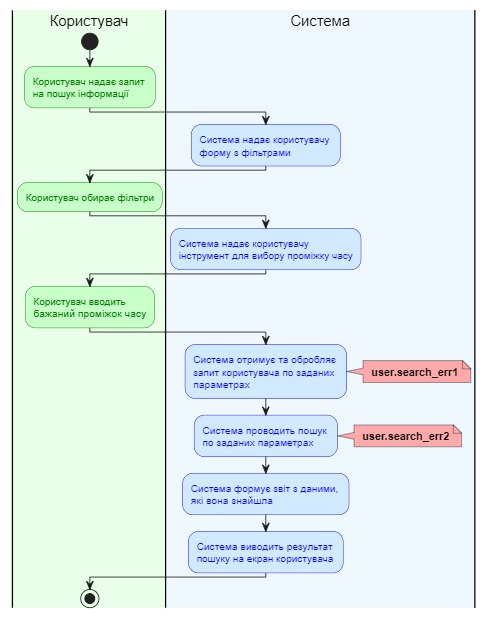 Користувач
Система
Користувач надає запит
на пошук інформації
Система надає користувачу
форму з фільтрами
Користувач обирає фільтри
Система надає користувачу
інструмент для вибору проміжку часу
Користувач вводить
бажаний проміжок часу
Система отримує та обробляє
запит користувача по заданих
параметрах
user.search_err1
Система проводить пошук
по заданих параметрах
user.search_err2
Система формує звіт з даними,
які вона знайшла
Система виводить результат
пошуку на екран користувача